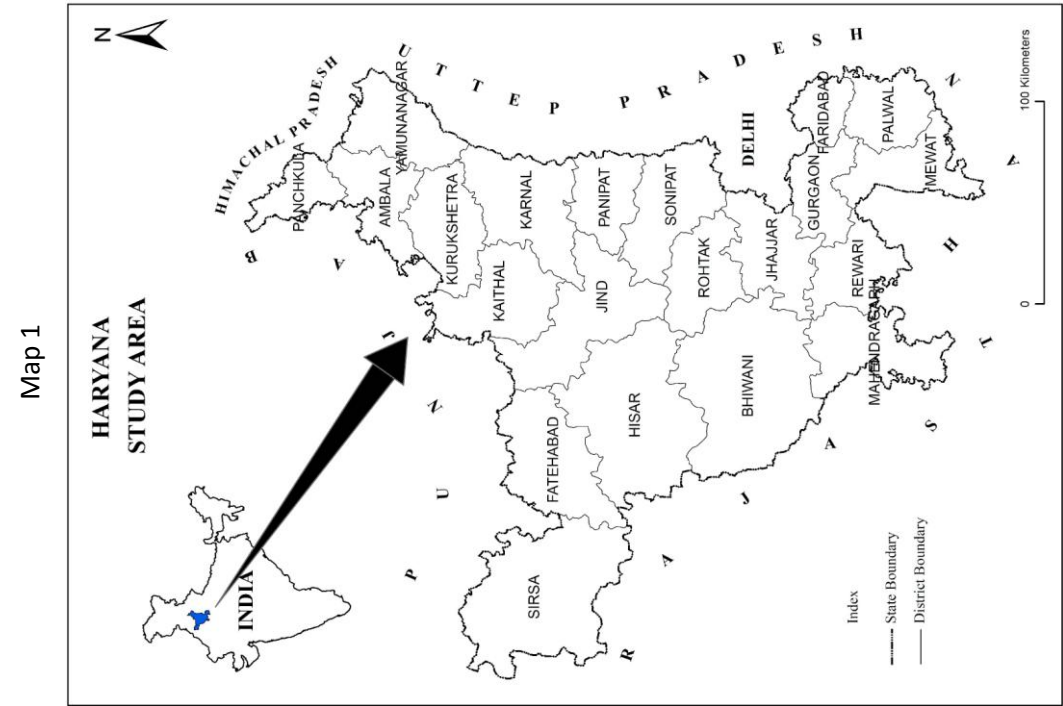 Map 1
HARYANA
STUDY AREA
N
INDIA
HIMACHAL PRADESH
PUNJAB
UTTEP PRADESH
DELHI
RAJASTHAN
PANCHKULA
AMBALA
YAMUNANAGAR
KURUKSHETRA
KAITHAL
KARNAL
PANIPAT
JIND
SONIPAT
FATEHABAD
SIRSA
HISAR
ROHTAK
BHIWANI
JHAJJAR
GURGAON
FARIDABAD
PALWAL
MEWAT
REWARI
MAHENDRAGARH
Index
State Boundary
District Boundary
0 100 Kilometers